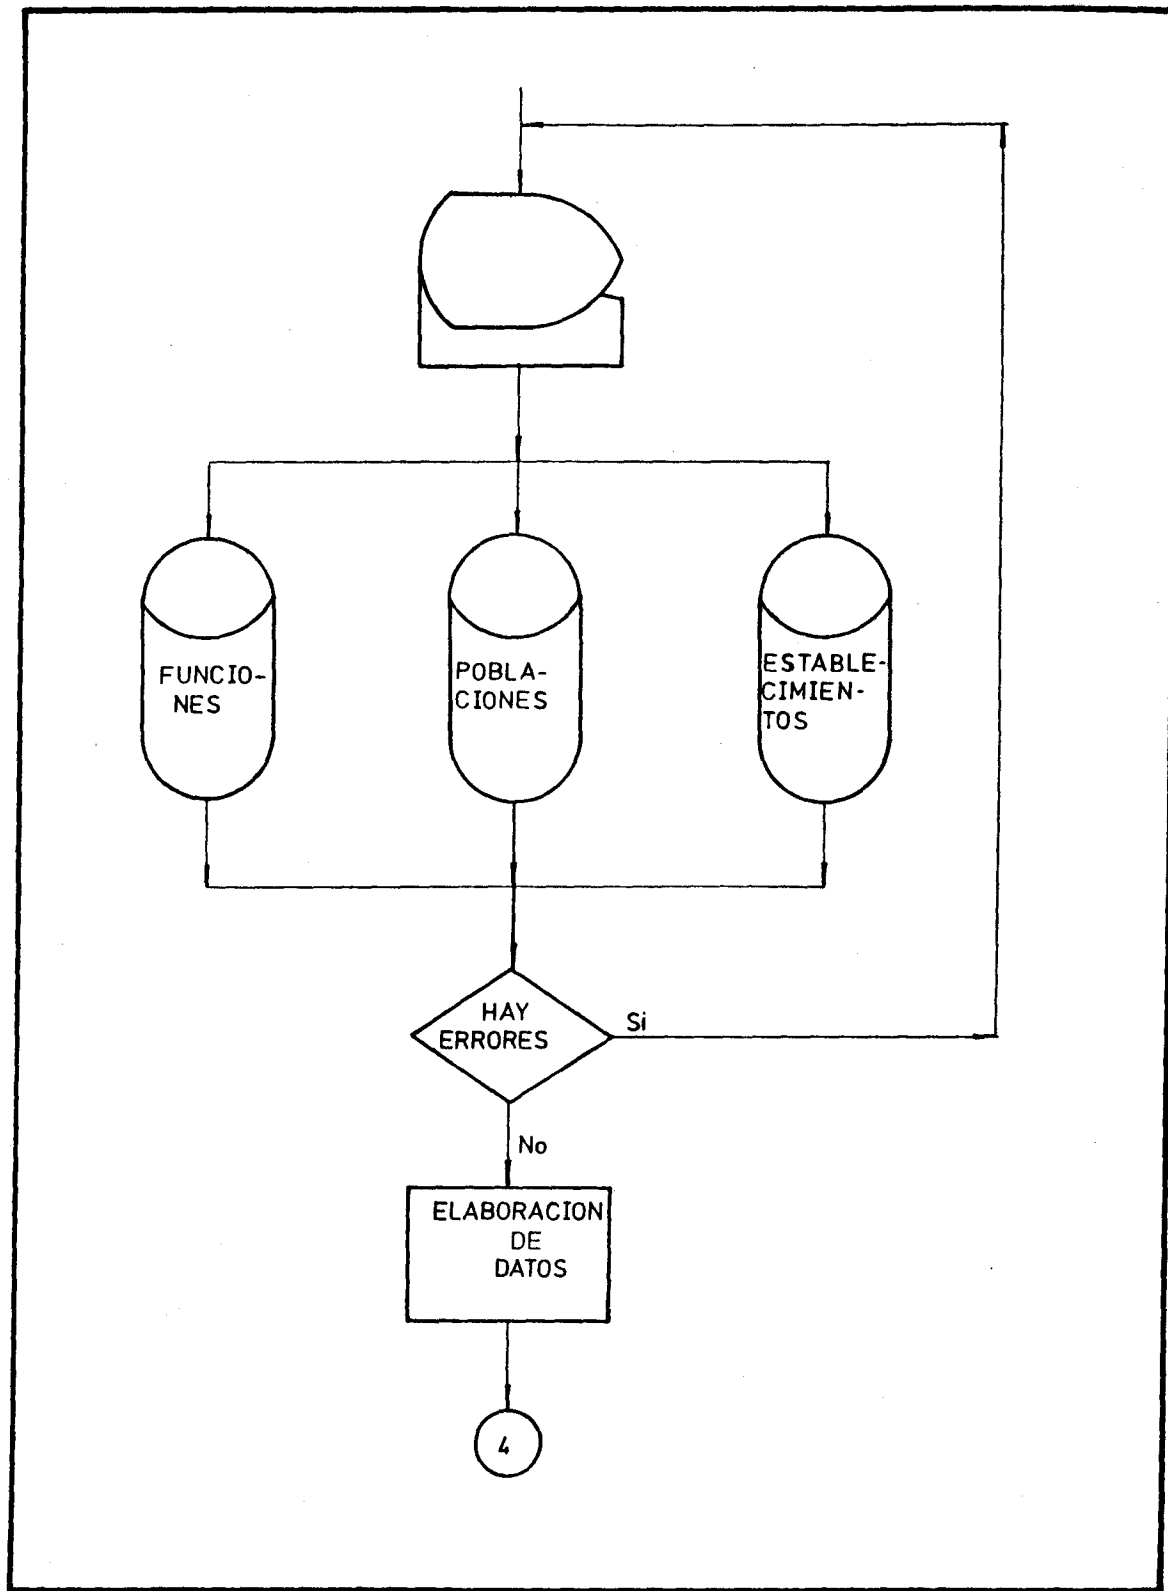 FUNCIO-
NES
POBLA-
CIONES
ESTABLE-
CIMIEN-
TOS
HAY
ERRORES
Si
No
ELABORACION
DE
DATOS
4